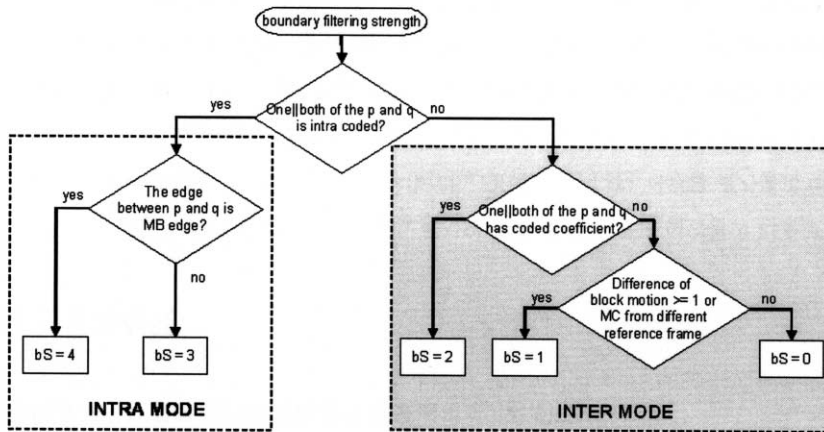 boundary filtering strength
yes
One||both of the p and q
is intra coded?
no
yes
The edge
between p and q is
MB edge?
no
bS = 4
bS = 3
INTRA MODE
yes
One||both of the p and q
has coded coefficient?
no
yes
Difference of
block motion >= 1 or
MC from different
reference frame
no
bS = 2
bS = 1
bS =0
INTER MODE